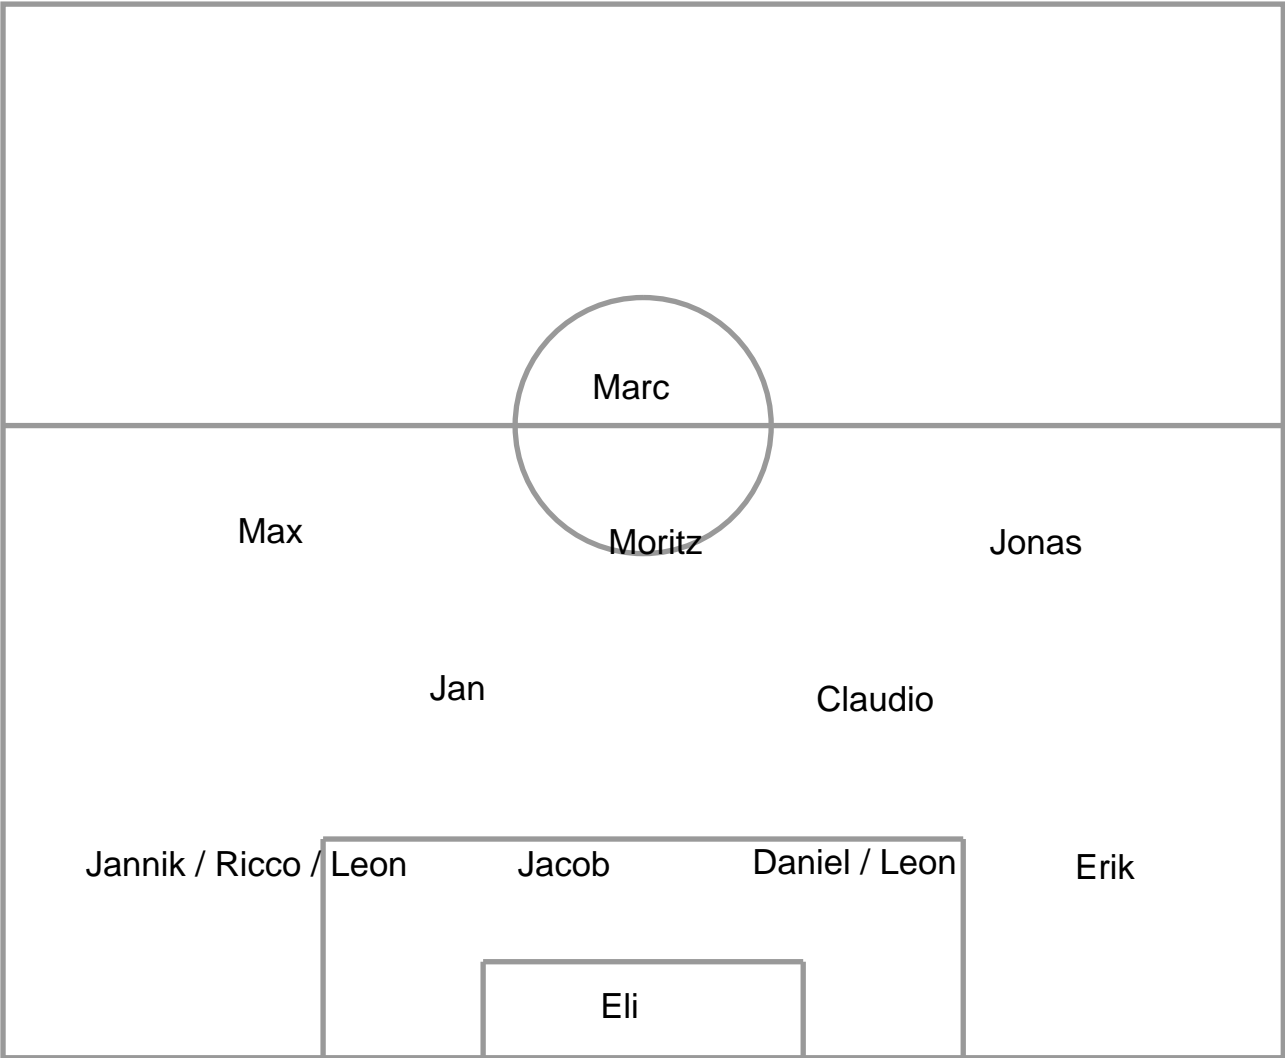 Marc
Max
Moritz
Jonas
Jan
Claudio
Jannik / Ricco / Leon
Jacob
Daniel / Leon
Erik
Eli